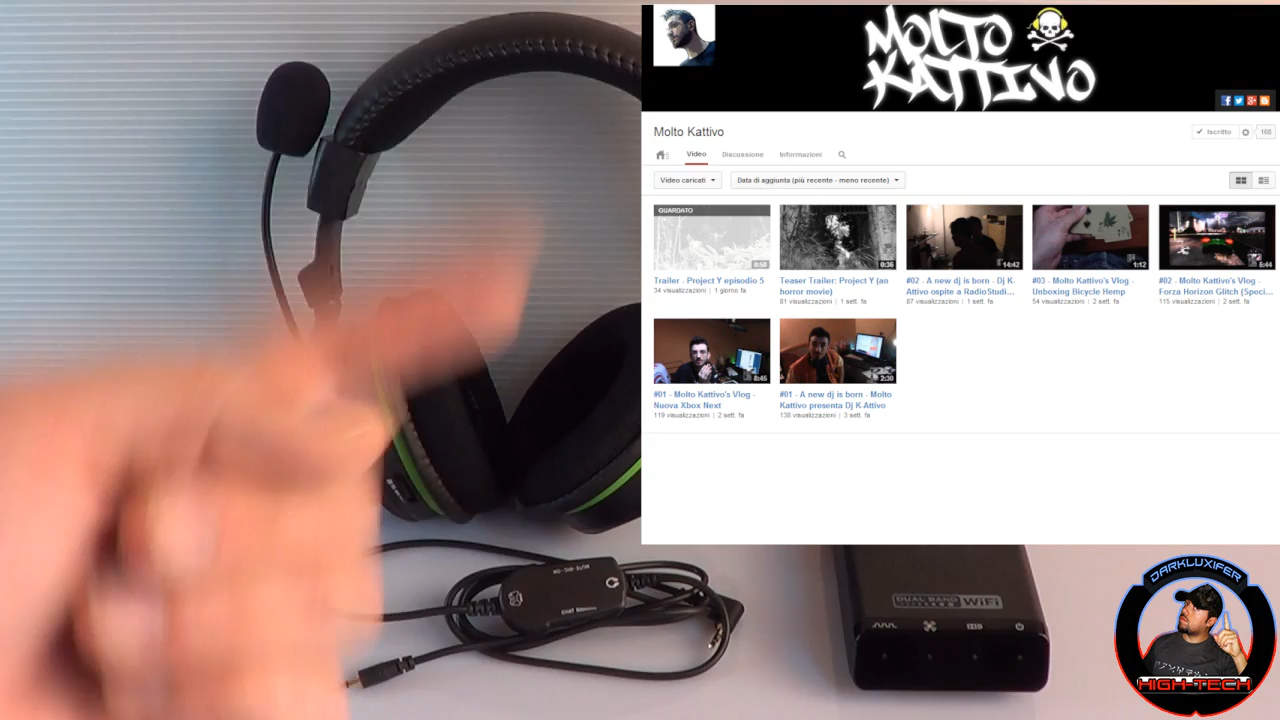 MOLTO
KATTIVO
Molto Kattivo
Iscritto
168
Video
Discussione
Informazioni
Video caricati
Data di aggiunta (più recente - meno recente)
GUARDATO
0:58
Trailer - Project Y episodio 5
34 visualizzazioni | 1 giorno fa
0:36
Teaser Trailer: Project Y (an
horror movie)
81 visualizzazioni | 1 sett. fa
14:42
#02 - A new dj is born - Dj K-
Attivo ospite a RadioStudi...
87 visualizzazioni | 1 sett. fa
1:12
#03 - Molto Kattivo's Vlog -
Unboxing Bicycle Hemp
54 visualizzazioni | 2 sett. fa
5:44
#02 - Molto Kattivo's Vlog -
Forza Horizon Glitch (Speci...
115 visualizzazioni | 2 sett. fa
8:45
#01 - Molto Kattivo's Vlog -
Nuova Xbox Next
119 visualizzazioni | 2 sett. fa
2:30
#01 - A new dj is born - Molto
Kattivo presenta Dj K-Attivo
138 visualizzazioni | 3 sett. fa
DUAL BAND WiFi
DARKLUXIFER
HIGH-TECH